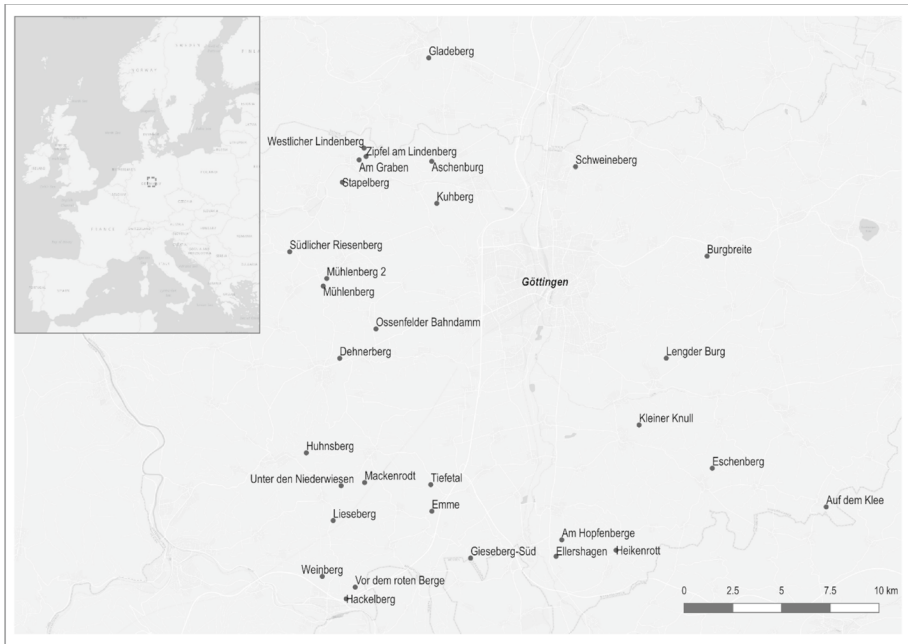 Gladeberg
Westlicher Lindenberg
Zipfel am Lindenberg
Am Graben
Aschenburg
Schweineberg
Stapelberg
Kuhberg
Südlicher Riesenberg
Burgbreite
Mühlenberg 2
Göttingen
Mühlenberg
Ossenfelder Bahndamm
Dehnerberg
Lengder Burg
Kleiner Knull
Huhnsberg
Eschenberg
Unter den Niederwiesen
Mackenrodt
Tiefetal
Auf dem Klee
Emme
Lieseberg
Am Hopfenberge
Gieseberg-Süd
Ellershagen
Heikenrott
Weinberg
Vor dem roten Berge
Hackelberg
0 2.5 5 7.5 10 km